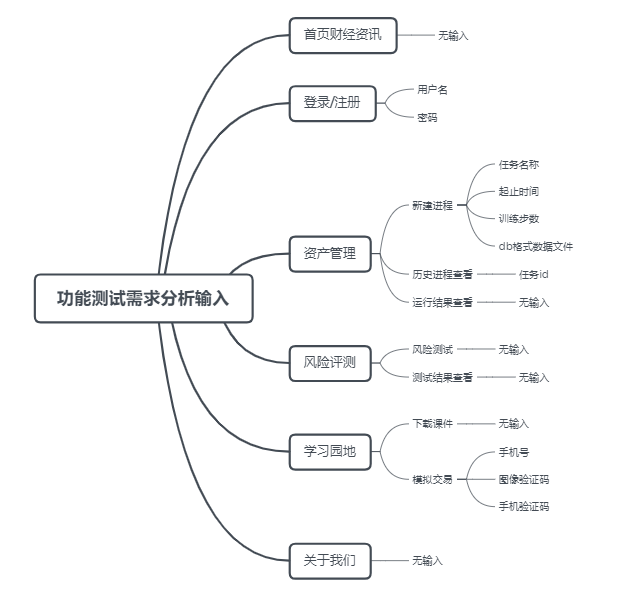 首页财经资讯
无输入
登录/注册
用户名
密码
功能测试需求分析输入
资产管理
新建进程
任务名称
起止时间
训练步数
db格式数据文件
历史进程查看
任务id
运行结果查看
无输入
风险评测
风险测试
无输入
测试结果查看
无输入
学习园地
下载课件
无输入
模拟交易
手机号
图像验证码
手机验证码
关于我们
无输入